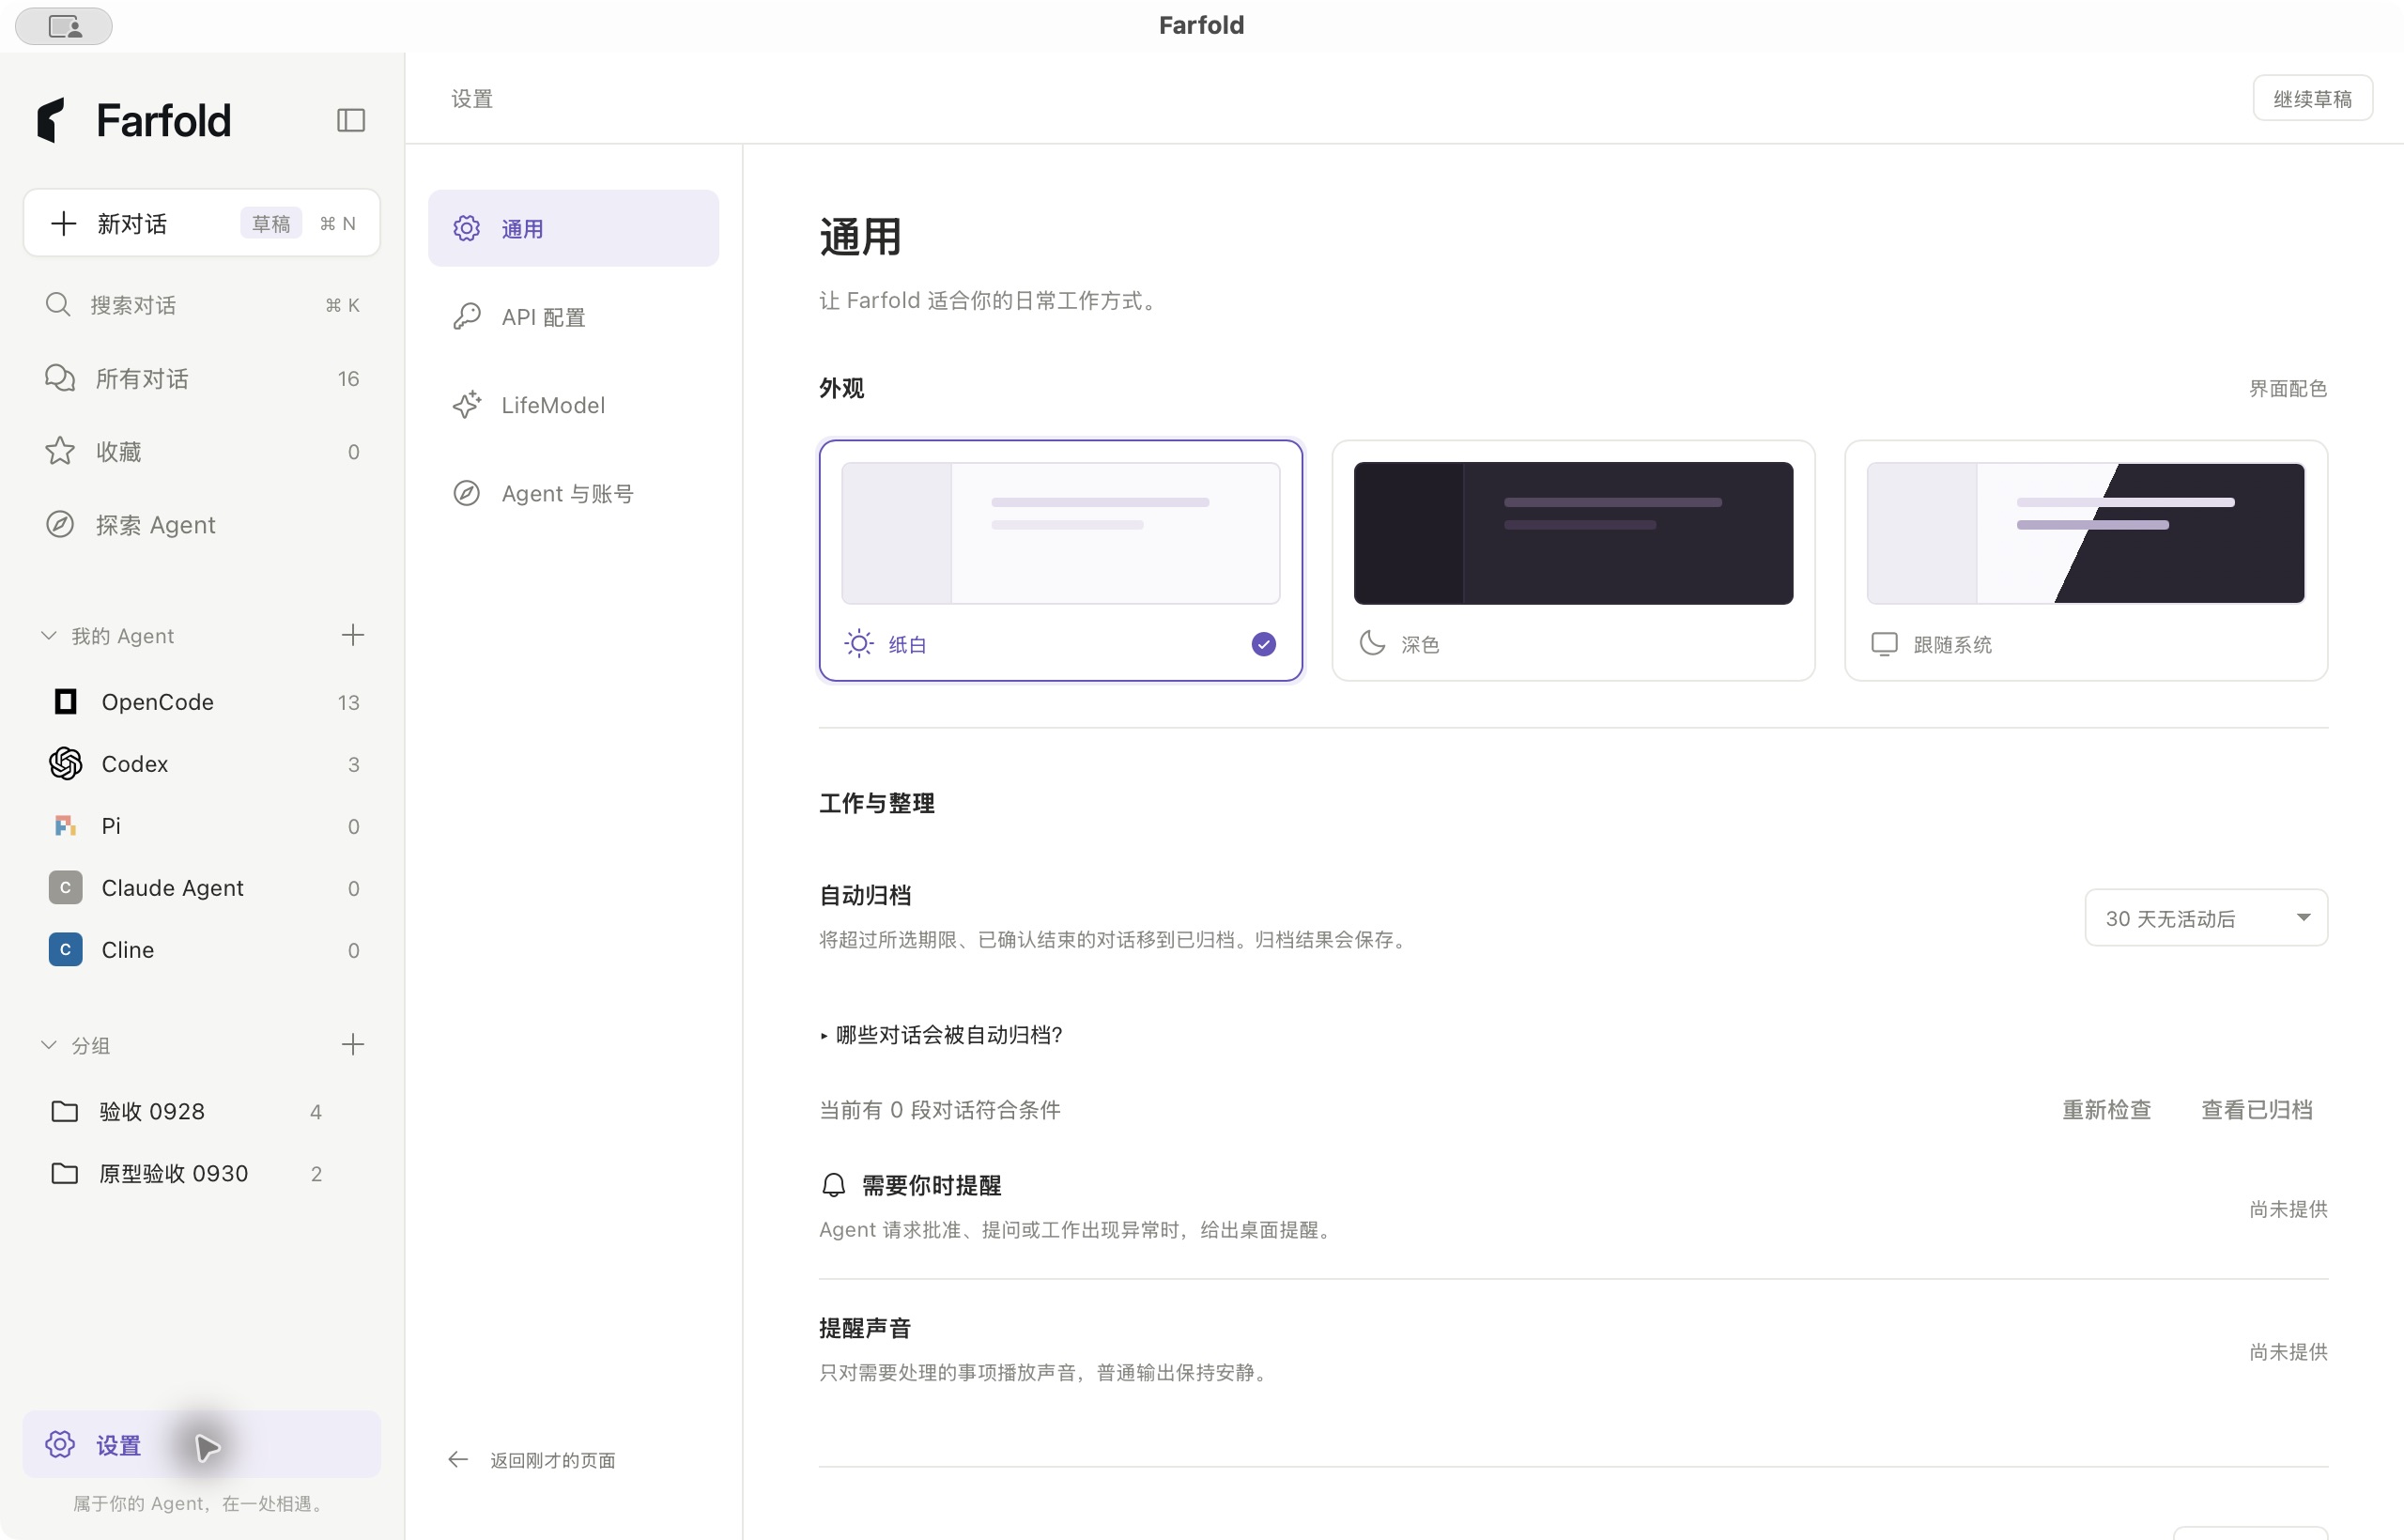 Farfold
Farfold
新对话 草稿 ⌘ N
搜索对话 ⌘ K
所有对话 16
收藏 0
探索 Agent
我的 Agent
OpenCode 13
Codex 3
Pi 0
C Claude Agent 0
C Cline 0
分组
验收 0928 4
原型验收 0930 2
设置
属于你的 Agent，在一处相遇。
设置
继续草稿
通用
API 配置
LifeModel
Agent 与账号
返回刚才的页面
通用
让 Farfold 适合你的日常工作方式。
外观 界面配色
纸白
深色
跟随系统
工作与整理
自动归档
将超过所选期限、已确认结束的对话移到已归档。归档结果会保存。
30 天无活动后
哪些对话会被自动归档?
当前有 0 段对话符合条件
重新检查 查看已归档
需要你时提醒
Agent 请求批准、提问或工作出现异常时，给出桌面提醒。
尚未提供
提醒声音
只对需要处理的事项播放声音，普通输出保持安静。
尚未提供